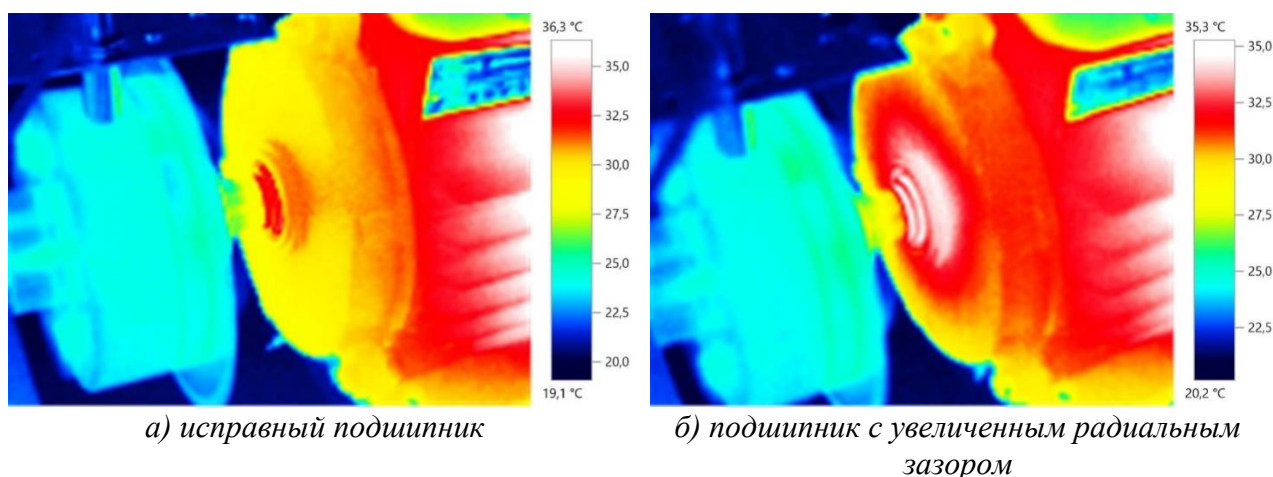 36,3 °C
35,0
32,5
30,0
27,5
25,0
22,5
20,0
19,1 °C
35,3 °C
35,0
32,5
30,0
27,5
25,0
22,5
20,2 °C
а) исправный подшипник
б) подшипник с увеличенным радиальным
зазором